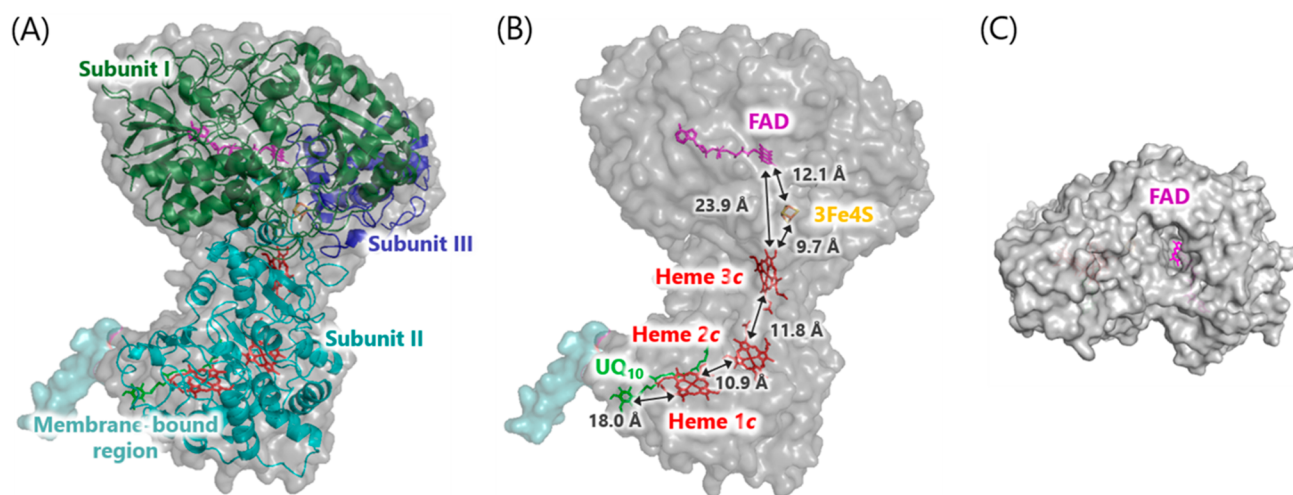 (A)
Subunit I
Subunit III
Subunit II
Membrane-bound
region
(B)
FAD
12.1 Å
23.9 Å
3Fe4S
9.7 Å
Heme 3c
11.8 Å
Heme 2c
UQ₁₀
10.9 Å
18.0 Å
Heme 1c
(C)
FAD